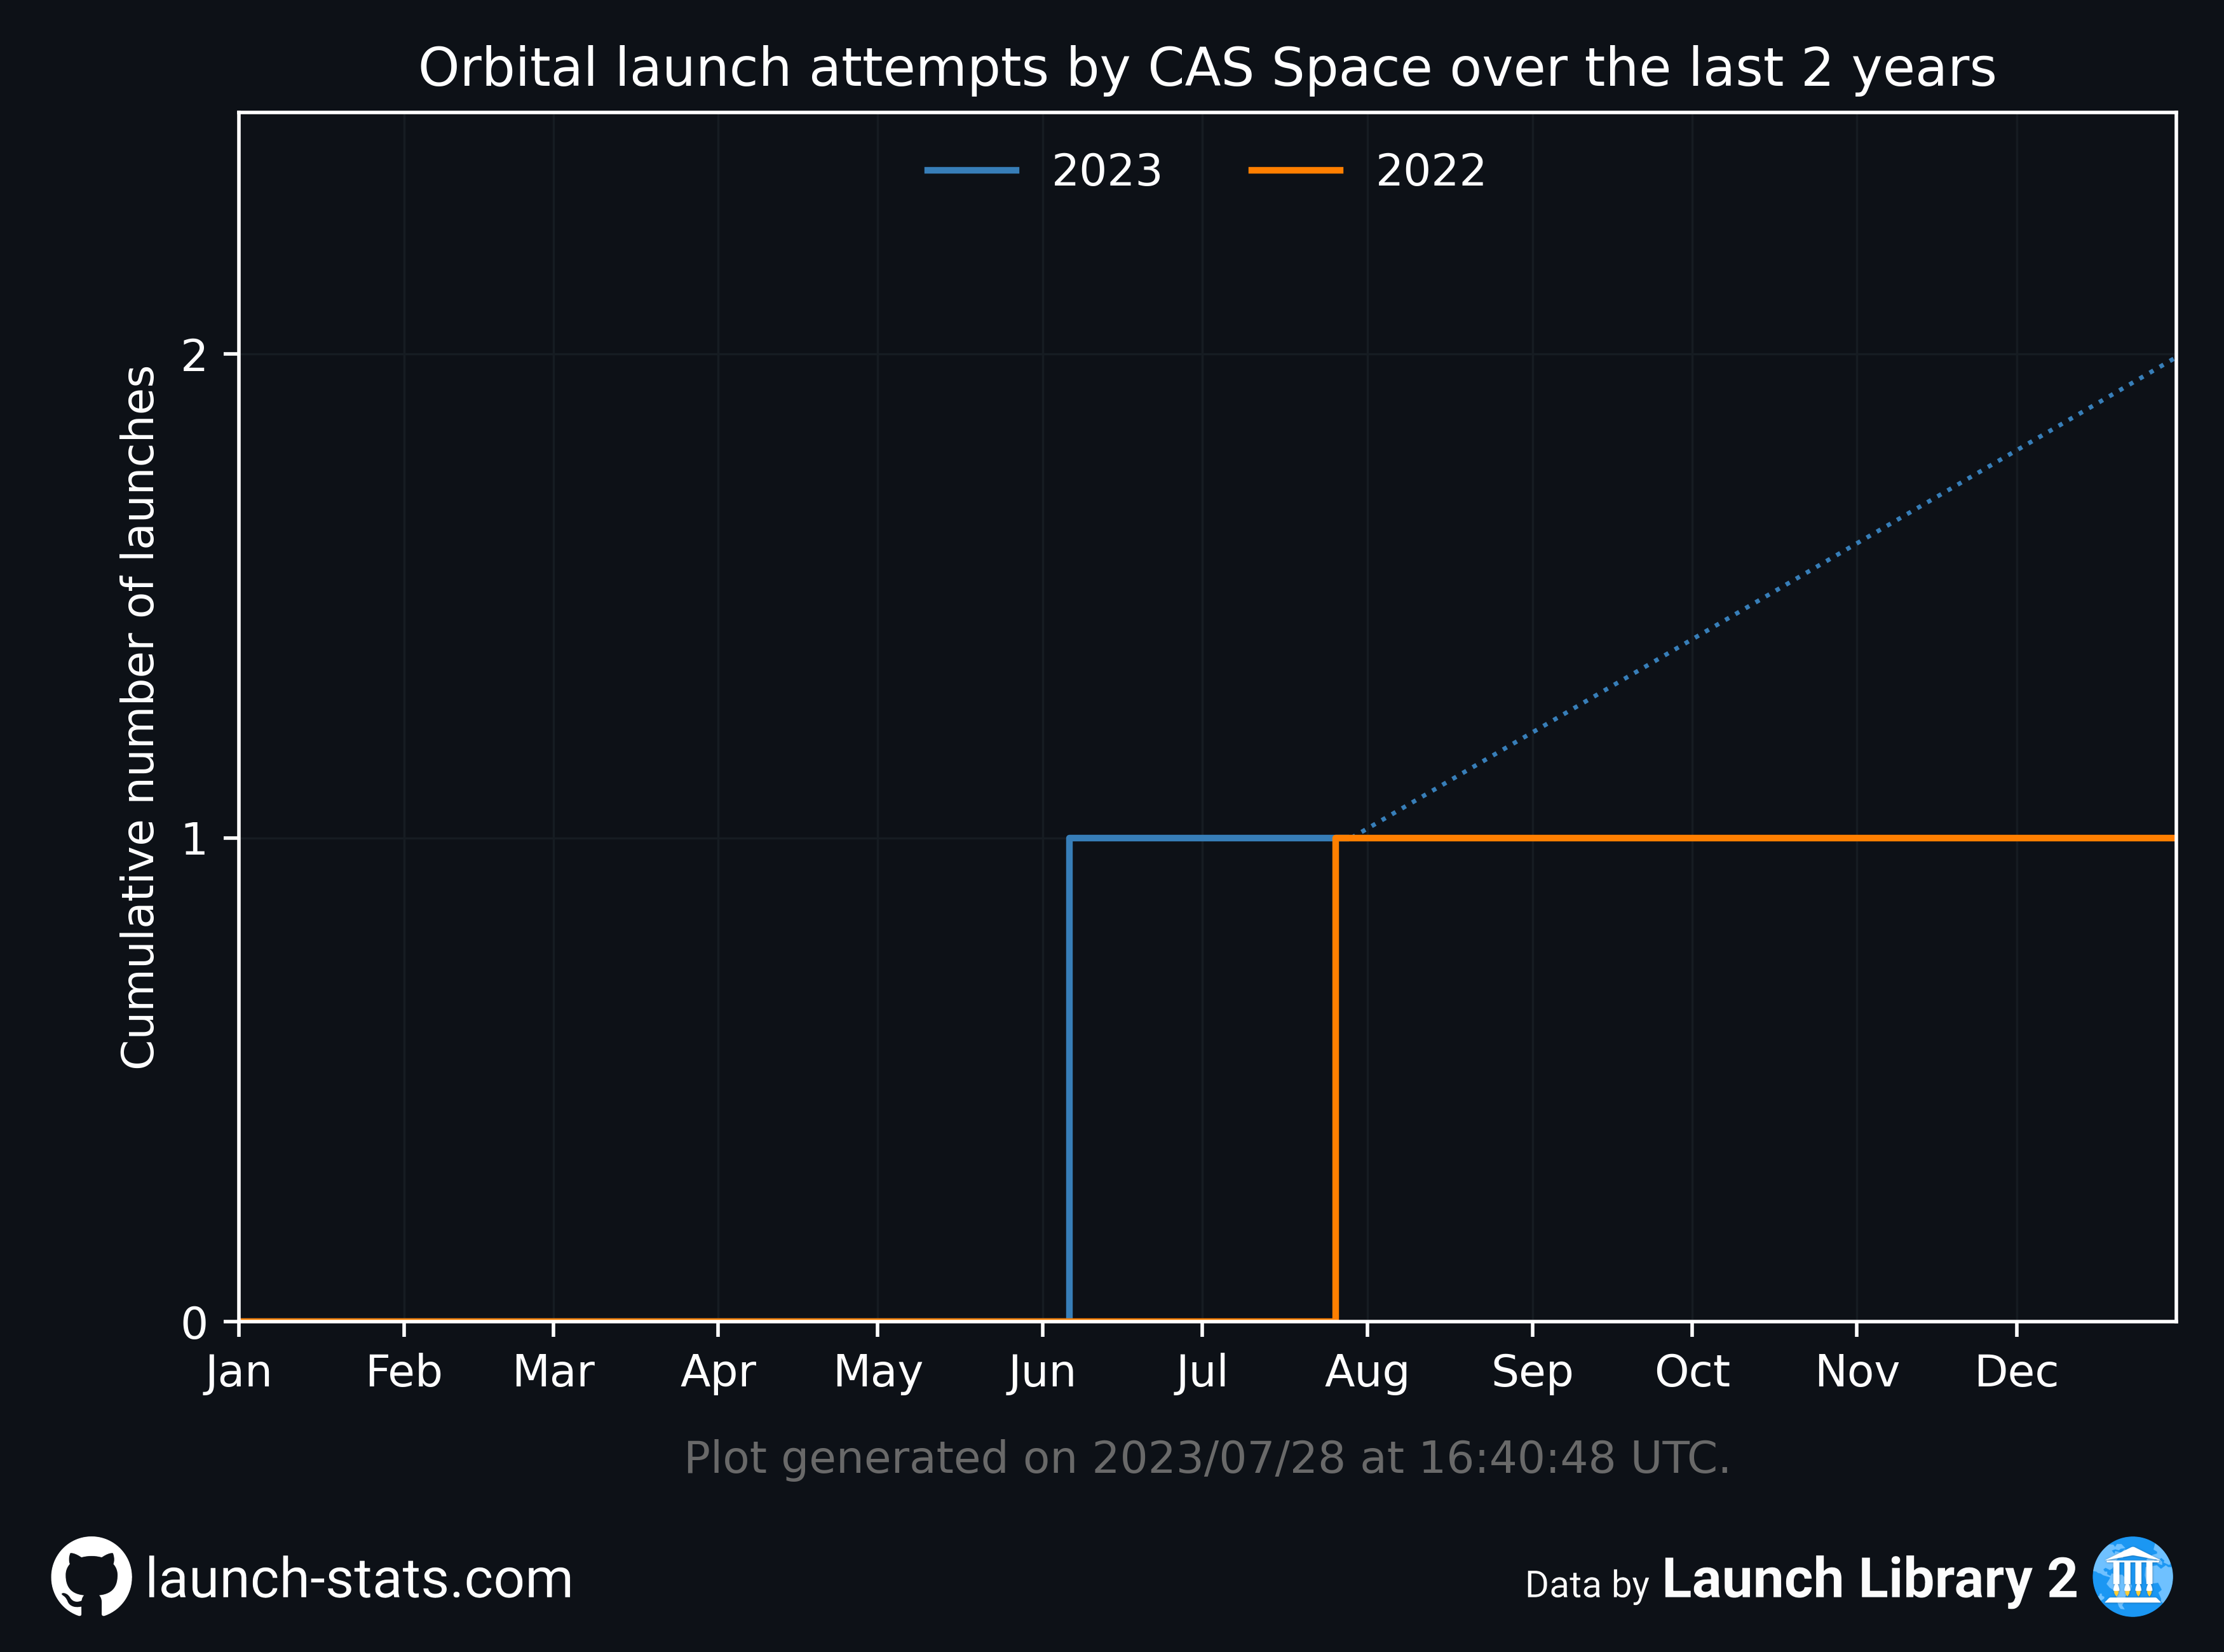 Orbital launch attempts by CAS Space over the last 2 years
2023
2022
Cumulative number of launches
2
1
0
Jan Feb Mar Apr May Jun Jul Aug Sep Oct Nov Dec
Plot generated on 2023/07/28 at 16:40:48 UTC.
launch-stats.com
Data by Launch Library 2